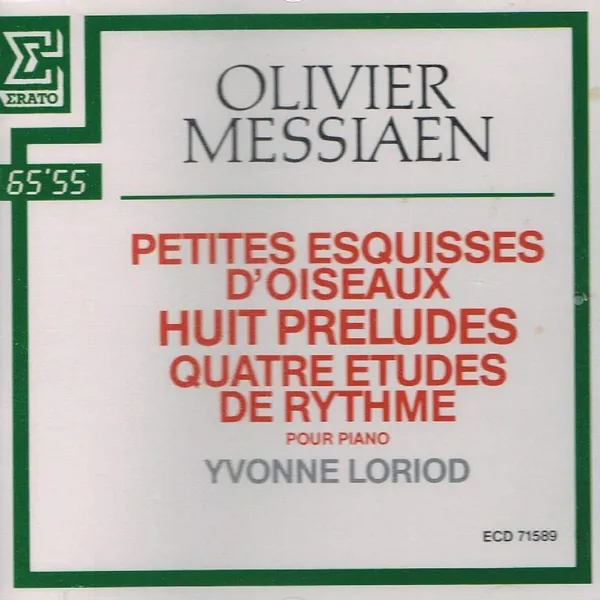 ΣRATO
OLIVIER
MESSIAEN
65'55
PETITES ESQUISSES
D'OISEAUX
HUIT PRELUDES
QUATRE ETUDES
DE RYTHME
POUR PIANO
YVONNE LORIOD
ECD 71589